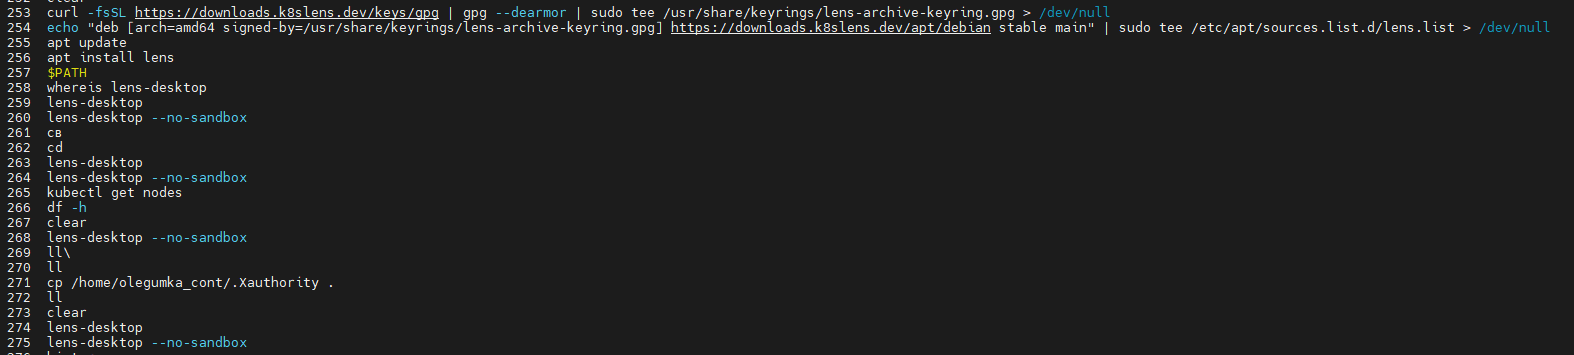 clear
253 curl -fsSL https://downloads.k8slens.dev/keys/gpg | gpg --dearmor | sudo tee /usr/share/keyrings/lens-archive-keyring.gpg > /dev/null
254 echo "deb [arch=amd64 signed-by=/usr/share/keyrings/lens-archive-keyring.gpg] https://downloads.k8slens.dev/apt/debian stable main" | sudo tee /etc/apt/sources.list.d/lens.list > /dev/null
255 apt update
256 apt install lens
257 $PATH
258 whereis lens-desktop
259 lens-desktop
260 lens-desktop --no-sandbox
261 св
262 cd
263 lens-desktop
264 lens-desktop --no-sandbox
265 kubectl get nodes
266 df -h
267 clear
268 lens-desktop --no-sandbox
269 ll\
270 ll
271 cp /home/olegumka_cont/.Xauthority .
272 ll
273 clear
274 lens-desktop
275 lens-desktop --no-sandbox